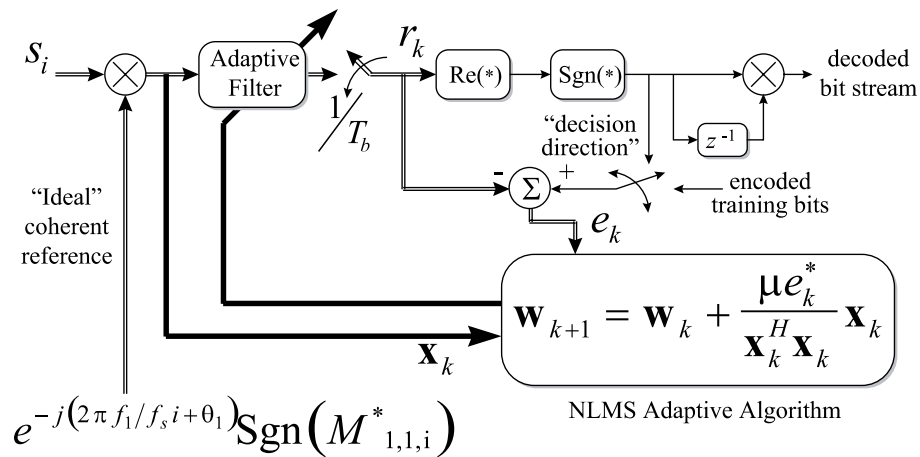 s_i
Adaptive
Filter
1/T_b
r_k
Re(*)
Sgn(*)
decoded
bit stream
z^{-1}
“decision
direction”
- Σ +
encoded
training bits
“Ideal”
coherent
reference
e_k
w_{k+1} = w_k + \frac{μe_k^*}{x_k^H x_k} x_k
x_k
NLMS Adaptive Algorithm
e^{-j(2π f_1/f_s i+θ_1)}Sgn(M^*_{1,1,i})